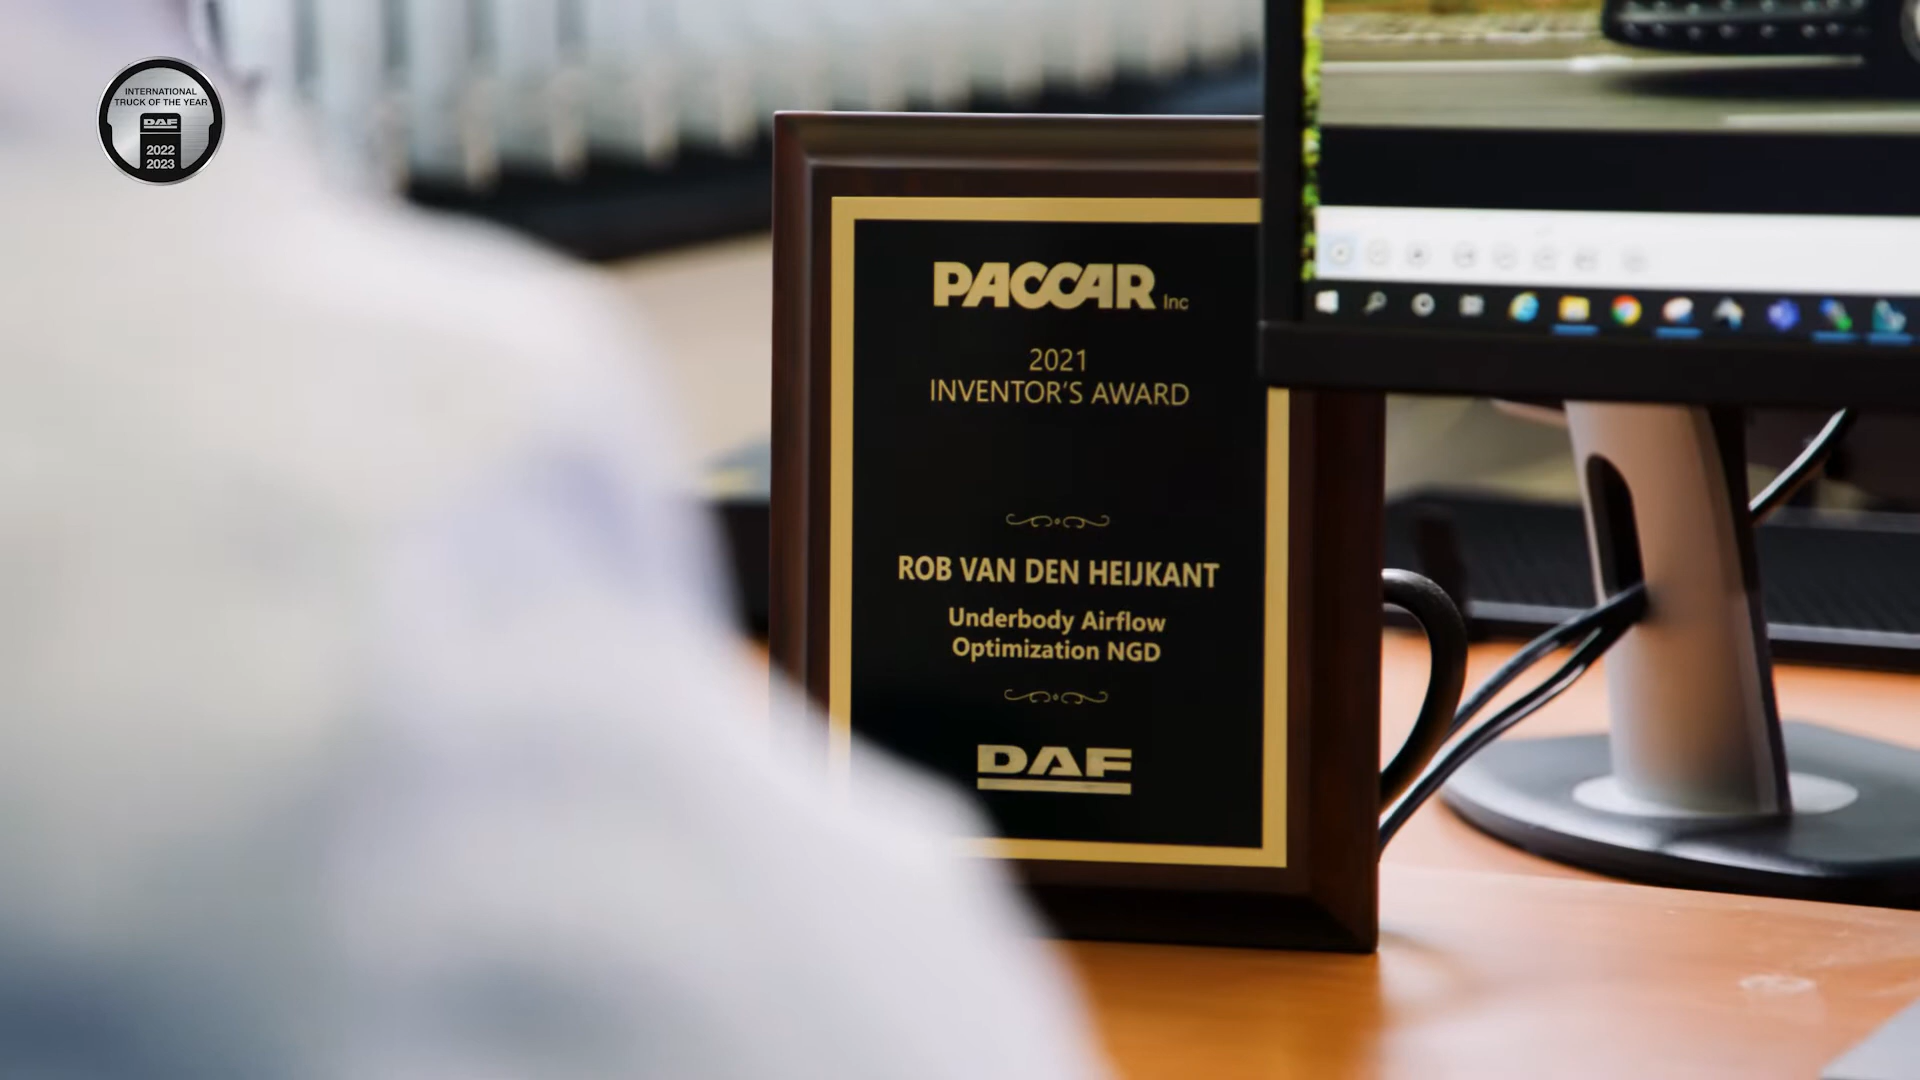 INTERNATIONAL
TRUCK OF THE YEAR
DAF
2022
2023
PACCAR Inc
2021
INVENTOR'S AWARD
ROB VAN DEN HEIJKANT
Underbody Airflow
Optimization NGD
DAF